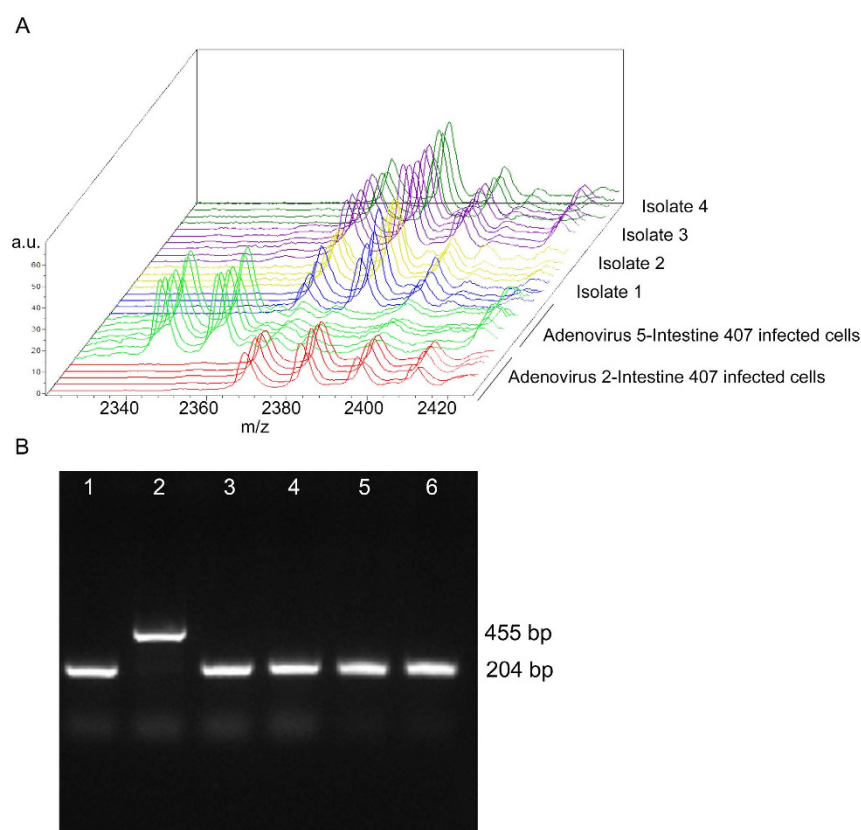 A
a.u.
60
50
40
30
20
10
0
2340 2360 2380 2400 2420
m/z
Isolate 4
Isolate 3
Isolate 2
Isolate 1
Adenovirus 5-Intestine 407 infected cells
Adenovirus 2-Intestine 407 infected cells
B
1 2 3 4 5 6
455 bp
204 bp